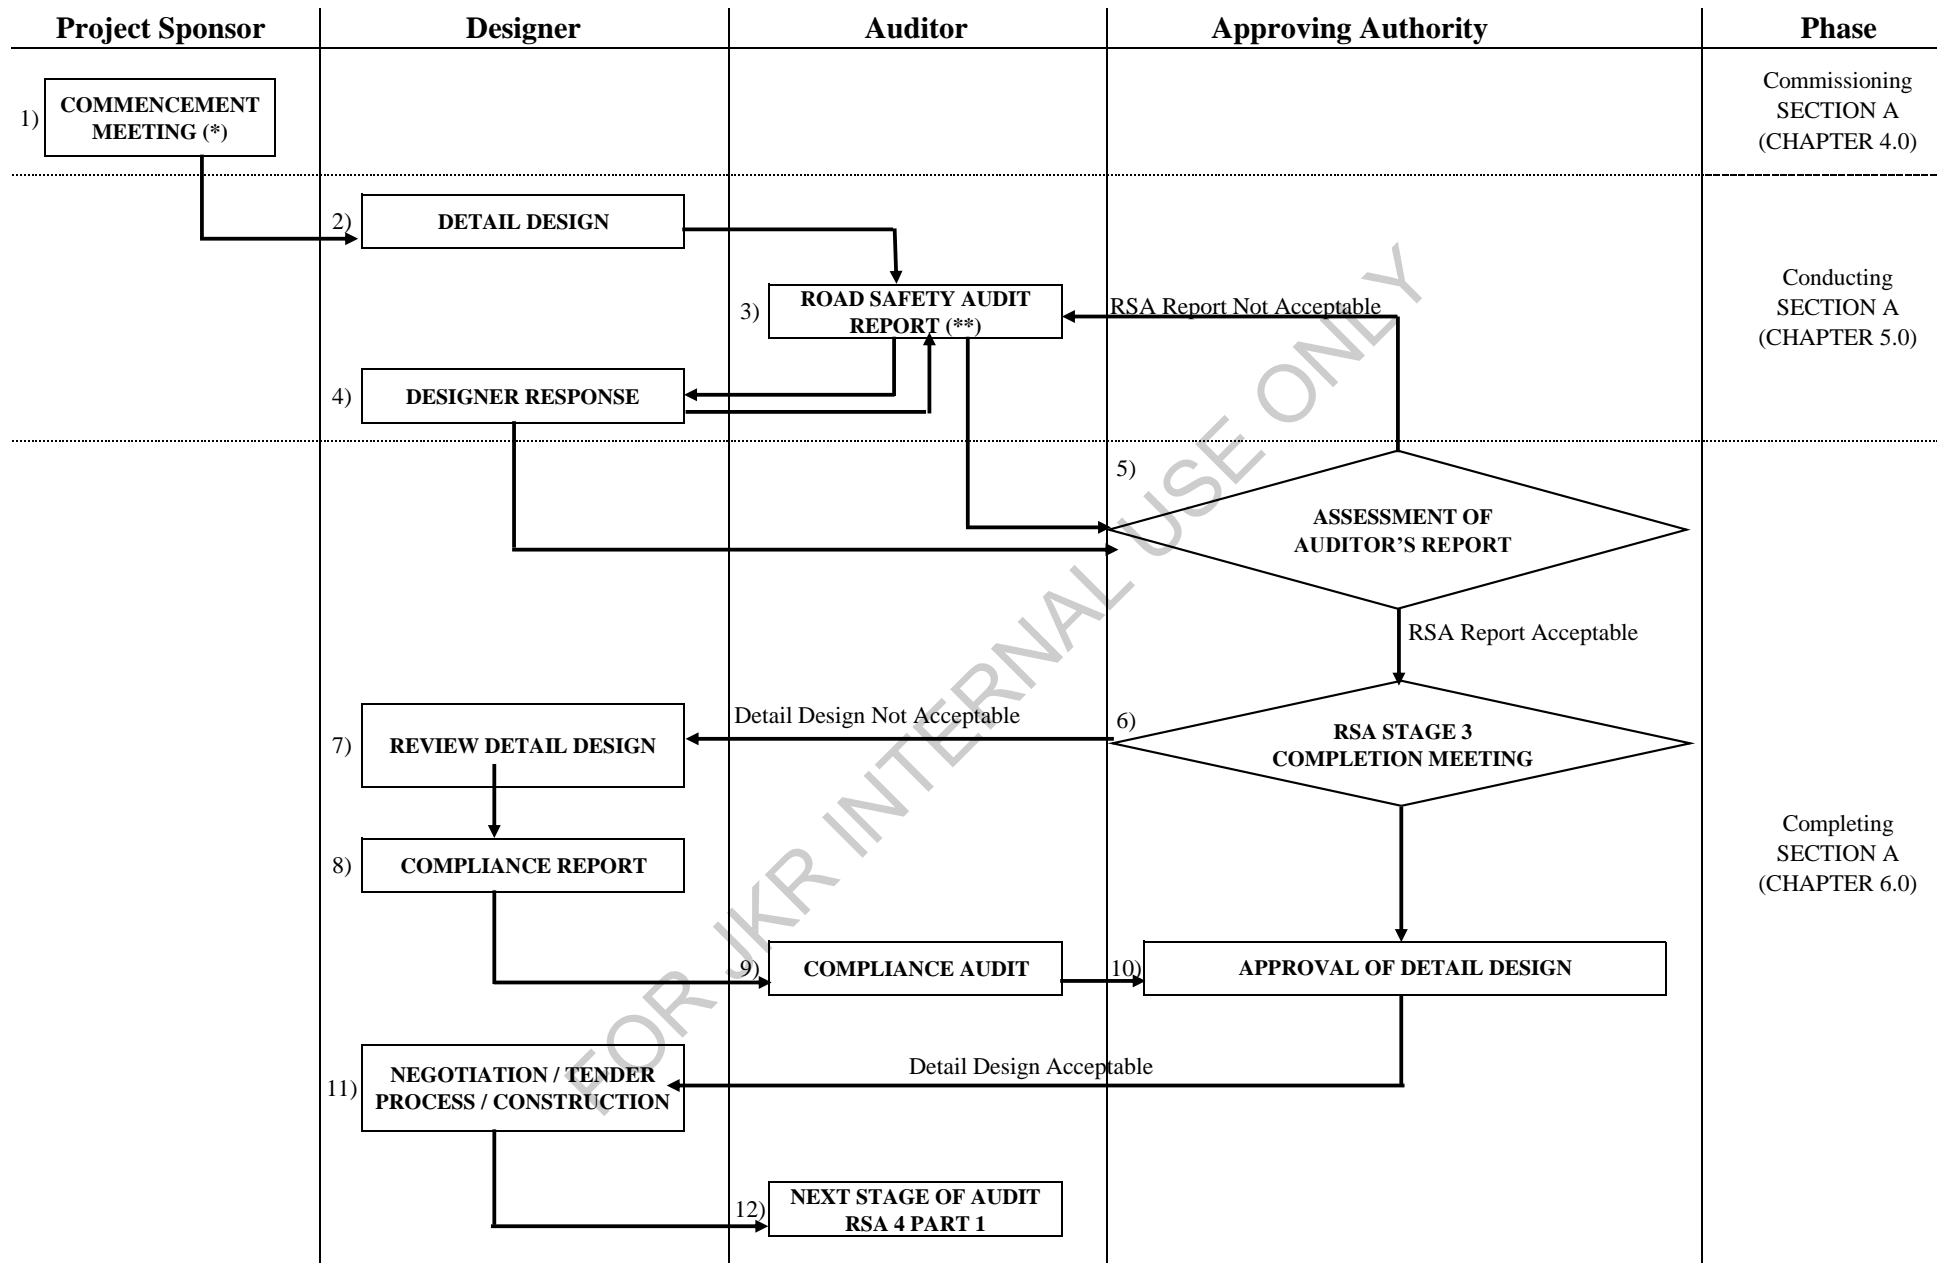 Project Sponsor
Designer
Auditor
Approving Authority
Phase
1)
COMMENCEMENT
MEETING (*)
Commissioning
SECTION A
(CHAPTER 4.0)
2)
DETAIL DESIGN
3)
ROAD SAFETY AUDIT
REPORT (**)
RSA Report Not Acceptable
Conducting
SECTION A
(CHAPTER 5.0)
4)
DESIGNER RESPONSE
5)
ASSESSMENT OF
AUDITOR’S REPORT
RSA Report Acceptable
6)
RSA STAGE 3
COMPLETION MEETING
Detail Design Not Acceptable
7)
REVIEW DETAIL DESIGN
8)
COMPLIANCE REPORT
Completing
SECTION A
(CHAPTER 6.0)
9)
COMPLIANCE AUDIT
10)
APPROVAL OF DETAIL DESIGN
Detail Design Acceptable
11)
NEGOTIATION / TENDER
PROCESS / CONSTRUCTION
12)
NEXT STAGE OF AUDIT
RSA 4 PART 1
FOR JKR INTERNAL USE ONLY